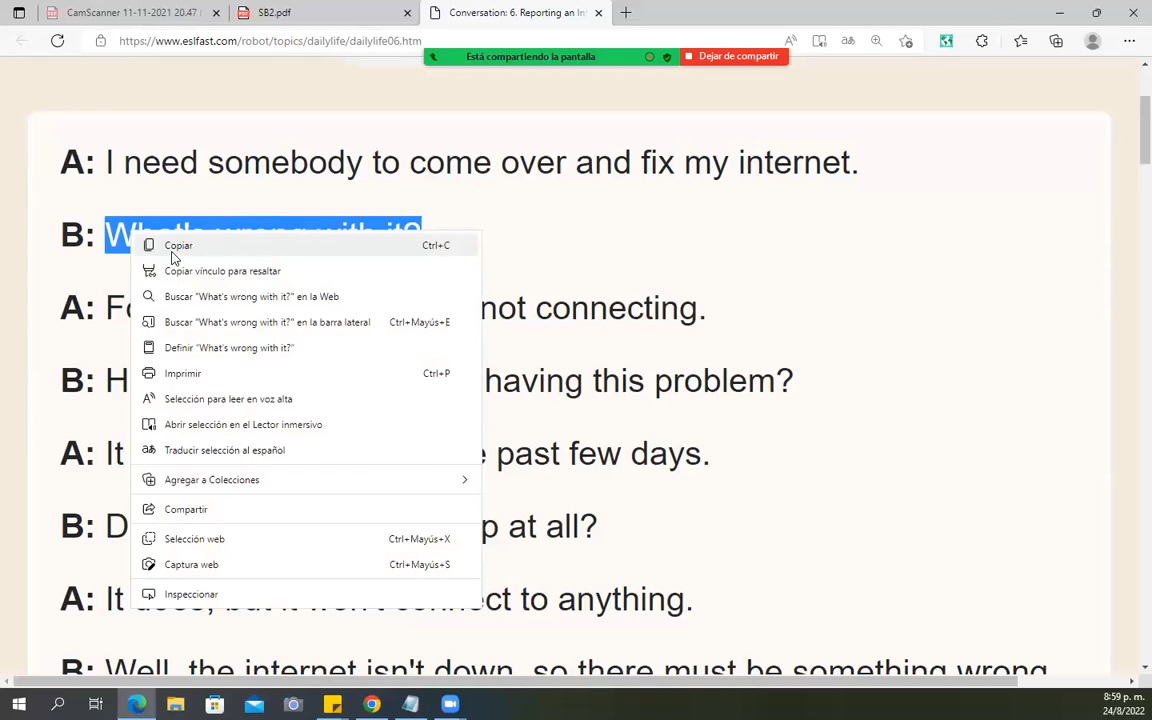 CamScanner 11-11-2021 20.47
SB2.pdf
Conversation: 6. Reporting an In
https://www.eslfast.com/robot/topics/dailylife/dailylife06.htm
Está compartiendo la pantalla
Dejar de compartir
A: I need somebody to come over and fix my internet.
B: What's wrong with it?
Copiar Ctrl+C
Copiar vínculo para resaltar
Buscar "What's wrong with it?" en la Web
Buscar "What's wrong with it?" en la barra lateral Ctrl+Mayús+E
Definir "What's wrong with it?"
Imprimir Ctrl+P
Selección para leer en voz alta
Abrir selección en el Lector inmersivo
Traducir selección al español
Agregar a Colecciones
Compartir
Selección web Ctrl+Mayús+X
Captura web Ctrl+Mayús+S
Inspeccionar
A: not connecting.
B: having this problem?
A: It past few days.
B: at all?
A: It does, but it won't connect to anything.
B: Well, the internet isn't down, so there must be something wrong
8:59 p. m.
24/8/2022